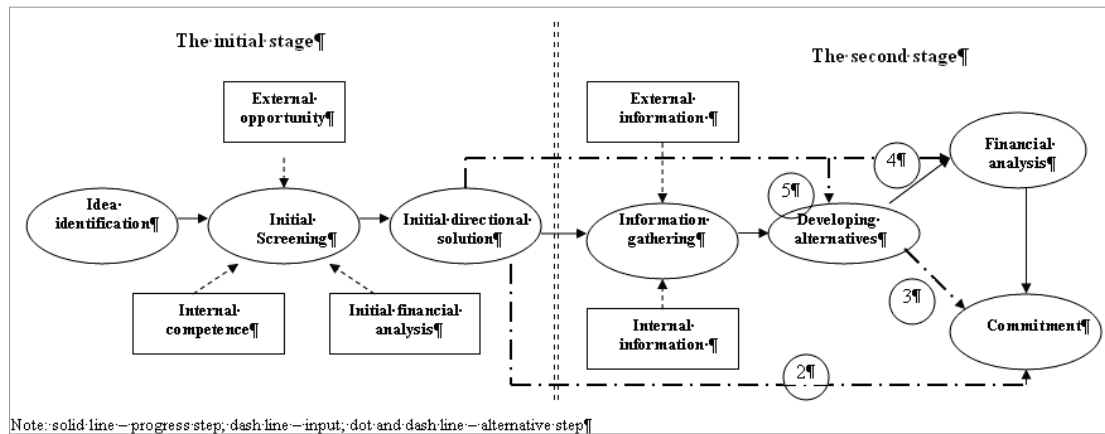 The·initial·stage¶
The·second·stage¶
External·
opportunity¶
External·
information·¶
Financial·
analysis¶
4¶
5¶
Idea·
identification¶
Initial·
Screening¶
Initial·directional·
solution¶
Information·
gathering¶
Developing·
alternatives¶
3¶
Internal·
competence¶
Initial·financial·
analysis¶
Internal·
information·¶
Commitment¶
2¶
Note:·solid·line·–·progress·step;·dash·line·–·input;·dot·and·dash·line·–·alternative·step¶